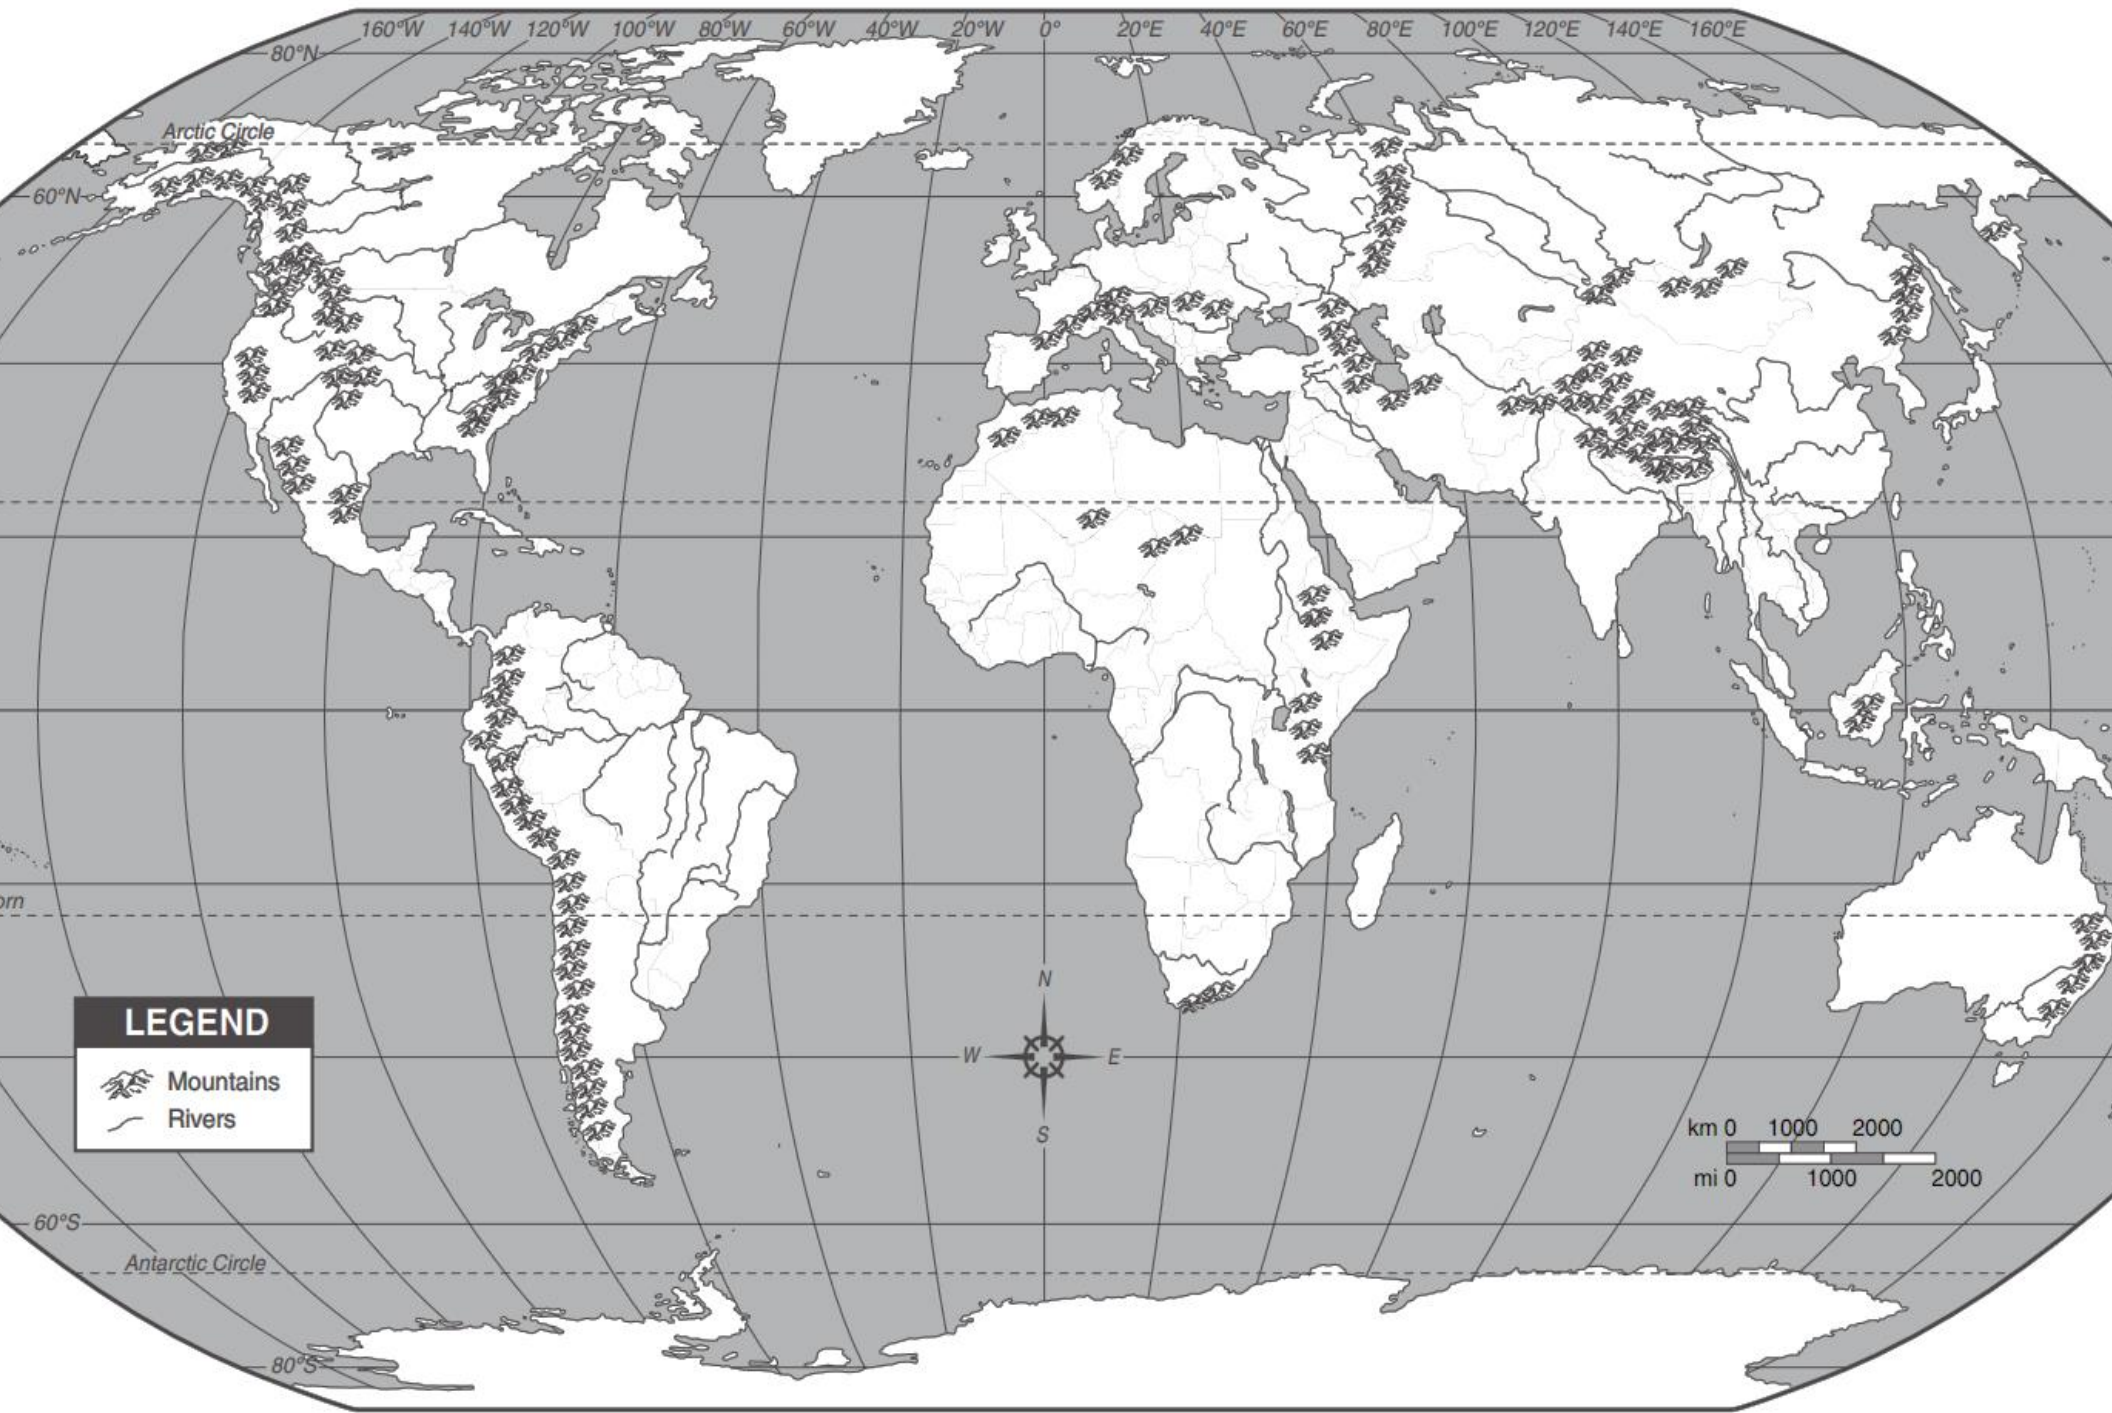 160°W 140°W 120°W 100°W 80°W 60°W 40°W 20°W 0° 20°E 40°E 60°E 80°E 100°E 120°E 140°E 160°E
80°N
Arctic Circle
60°N
orn
N
W E
S
LEGEND
Mountains
Rivers
km 0 1000 2000
mi 0 1000 2000
60°S
Antarctic Circle
80°S